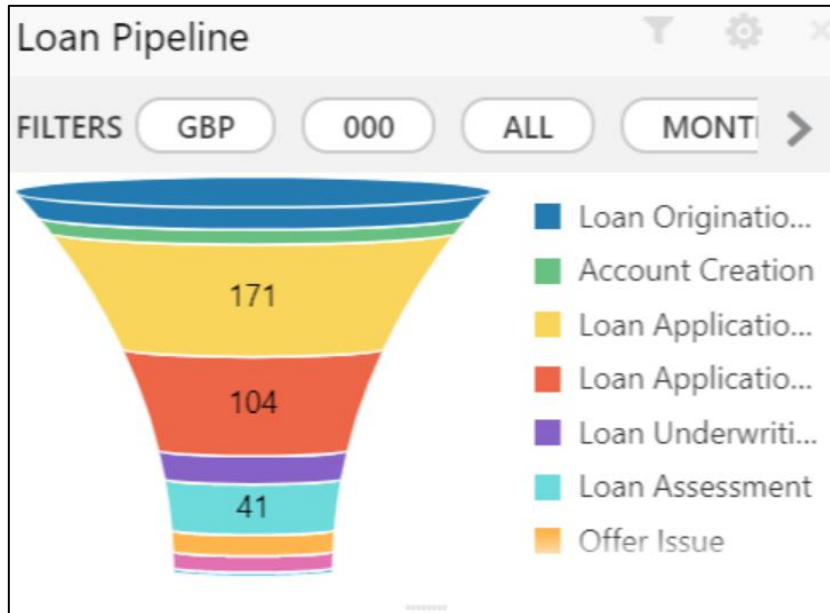 Loan Pipeline
FILTERS GBP 000 ALL MONT
171
104
41
Loan Originatio...
Account Creation
Loan Applicatio...
Loan Applicatio...
Loan Underwriti...
Loan Assessment
Offer Issue